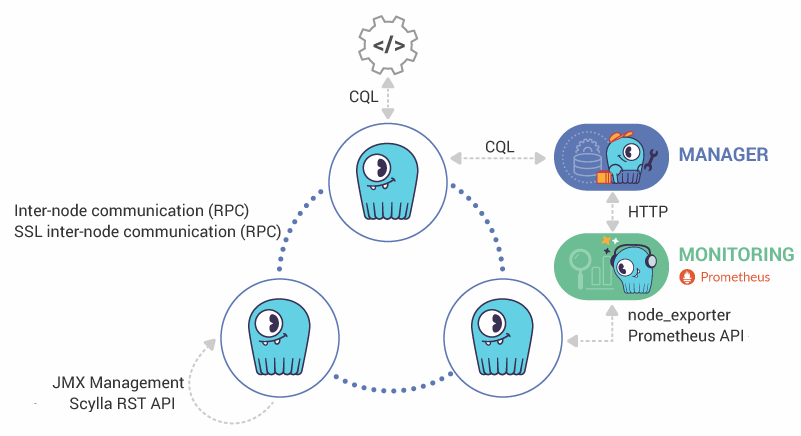 </>
CQL
CQL
MANAGER
HTTP
Inter-node communication (RPC)
SSL inter-node communication (RPC)
MONITORING
Prometheus
node_exporter
Prometheus API
JMX Management
Scylla RST API